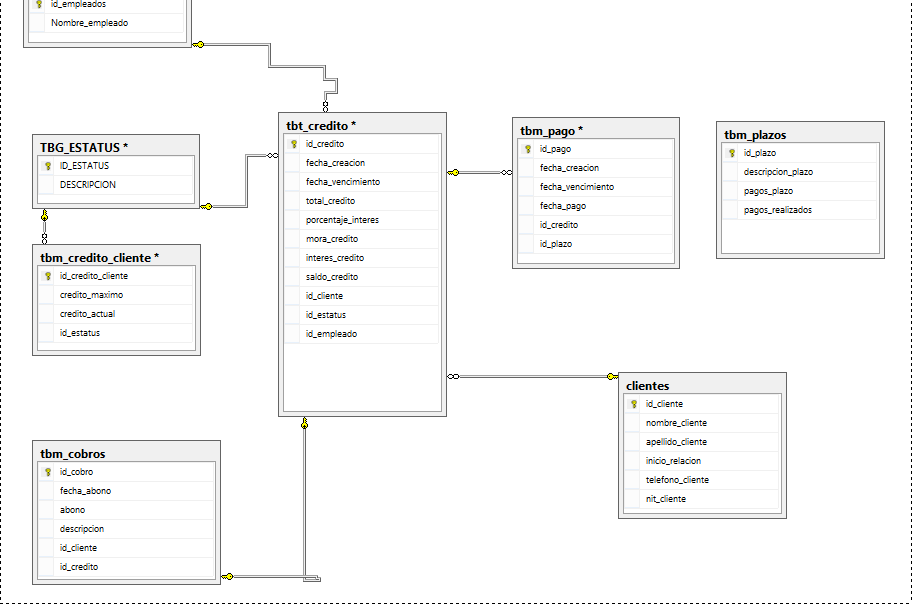 id_empleados
Nombre_empleado
TBG_ESTATUS *
ID_ESTATUS
DESCRIPCION
tbm_credito_cliente *
id_credito_cliente
credito_maximo
credito_actual
id_estatus
tbm_cobros
id_cobro
fecha_abono
abono
descripcion
id_cliente
id_credito
tbt_credito *
id_credito
fecha_creacion
fecha_vencimiento
total_credito
porcentaje_interes
mora_credito
interes_credito
saldo_credito
id_cliente
id_estatus
id_empleado
tbm_pago *
id_pago
fecha_creacion
fecha_vencimiento
fecha_pago
id_credito
id_plazo
tbm_plazos
id_plazo
descripcion_plazo
pagos_plazo
pagos_realizados
clientes
id_cliente
nombre_cliente
apellido_cliente
inicio_relacion
telefono_cliente
nit_cliente